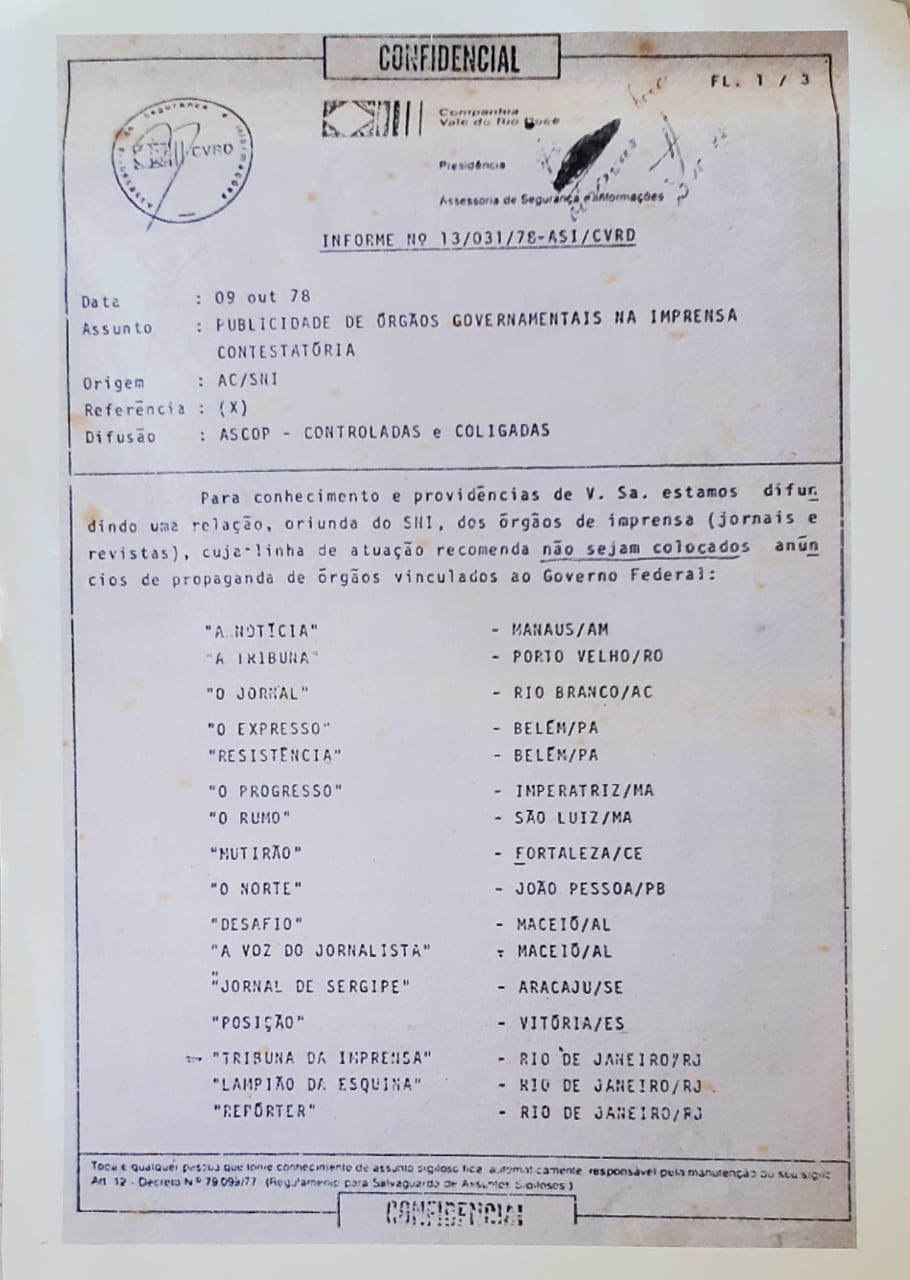 CONFIDENCIAL
FL. 1 / 3
Companhia
Vale do Rio Doce
CVRD
Presidência
Assessoria de Segurança e Informações
INFORME Nº 13/031/78-ASI/CVRD
Data : 09 out 78
Assunto : PUBLICIDADE DE ÓRGÃOS GOVERNAMENTAIS NA IMPRENSA
CONTESTATÓRIA
Origem : AC/SNI
Referência : (X)
Difusão : ASCOP - CONTROLADAS e COLIGADAS
Para conhecimento e providências de V. Sa. estamos difun
dindo uma relação, oriunda do SNI, dos órgãos de imprensa (jornais e
revistas), cuja linha de atuação recomenda não sejam colocados anún
cios de propaganda de órgãos vinculados ao Governo Federal:
"A NOTÍCIA" - MANAUS/AM
"A TRIBUNA" - PORTO VELHO/RO
"O JORNAL" - RIO BRANCO/AC
"O EXPRESSO" - BELÉM/PA
"RESISTÊNCIA" - BELÉM/PA
"O PROGRESSO" - IMPERATRIZ/MA
"O RUMO" - SÃO LUIZ/MA
"MUTIRÃO" - FORTALEZA/CE
"O NORTE" - JOÃO PESSOA/PB
"DESAFIO" - MACEIÓ/AL
"A VOZ DO JORNALISTA" - MACEIÓ/AL
"JORNAL DE SERGIPE" - ARACAJU/SE
"POSIÇÃO" - VITÓRIA/ES
"TRIBUNA DA IMPRENSA" - RIO DE JANEIRO/RJ
"LAMPIÃO DA ESQUINA" - RIO DE JANEIRO/RJ
"REPÓRTER" - RIO DE JANEIRO/RJ
Toda e qualquer pessoa que tome conhecimento de assunto sigiloso fica, automaticamente, responsável pela manutenção do seu sigilo
Art. 12 - Decreto Nº 79.099/77 (Regulamento para Salvaguarda de Assuntos Sigilosos)
CONFIDENCIAL